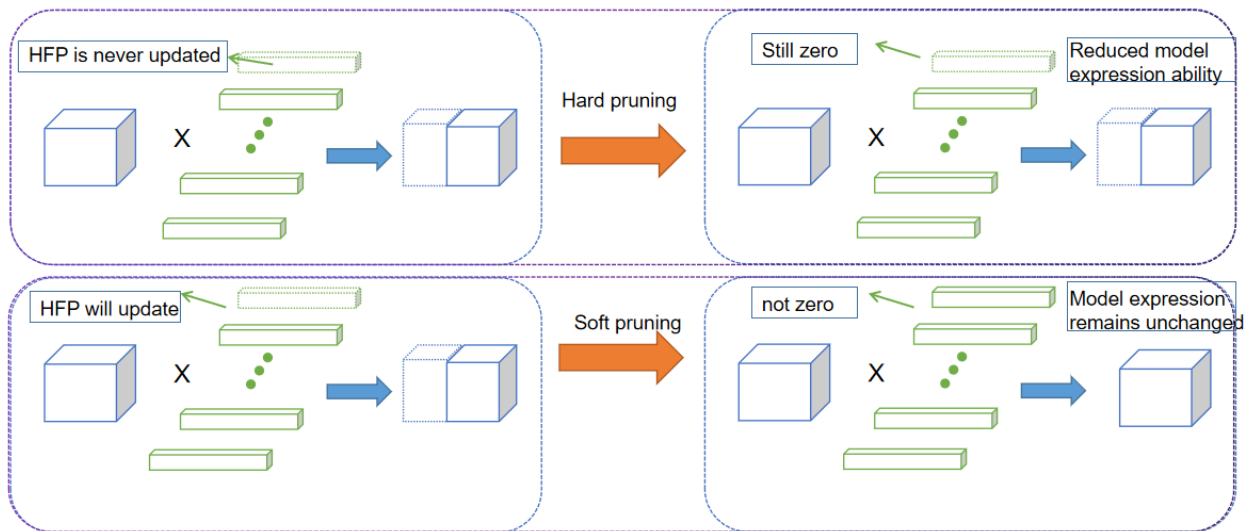 HFP is never updated
X
Hard pruning
Still zero
Reduced model
expression ability
X
HFP will update
X
Soft pruning
not zero
Model expression
remains unchanged
X